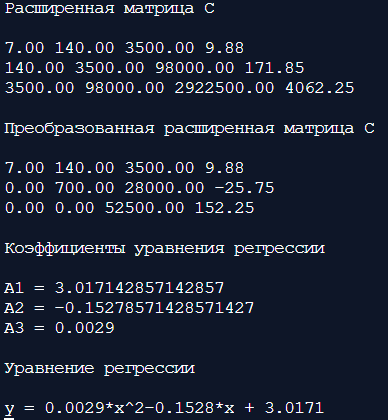 Расширенная матрица C
7.00 140.00 3500.00 9.88
140.00 3500.00 98000.00 171.85
3500.00 98000.00 2922500.00 4062.25
Преобразованная расширенная матрица C
7.00 140.00 3500.00 9.88
0.00 700.00 28000.00 -25.75
0.00 0.00 52500.00 152.25
Коэффициенты уравнения регрессии
A1 = 3.017142857142857
A2 = -0.15278571428571427
A3 = 0.0029
Уравнение регрессии
y = 0.0029*x^2-0.1528*x + 3.0171